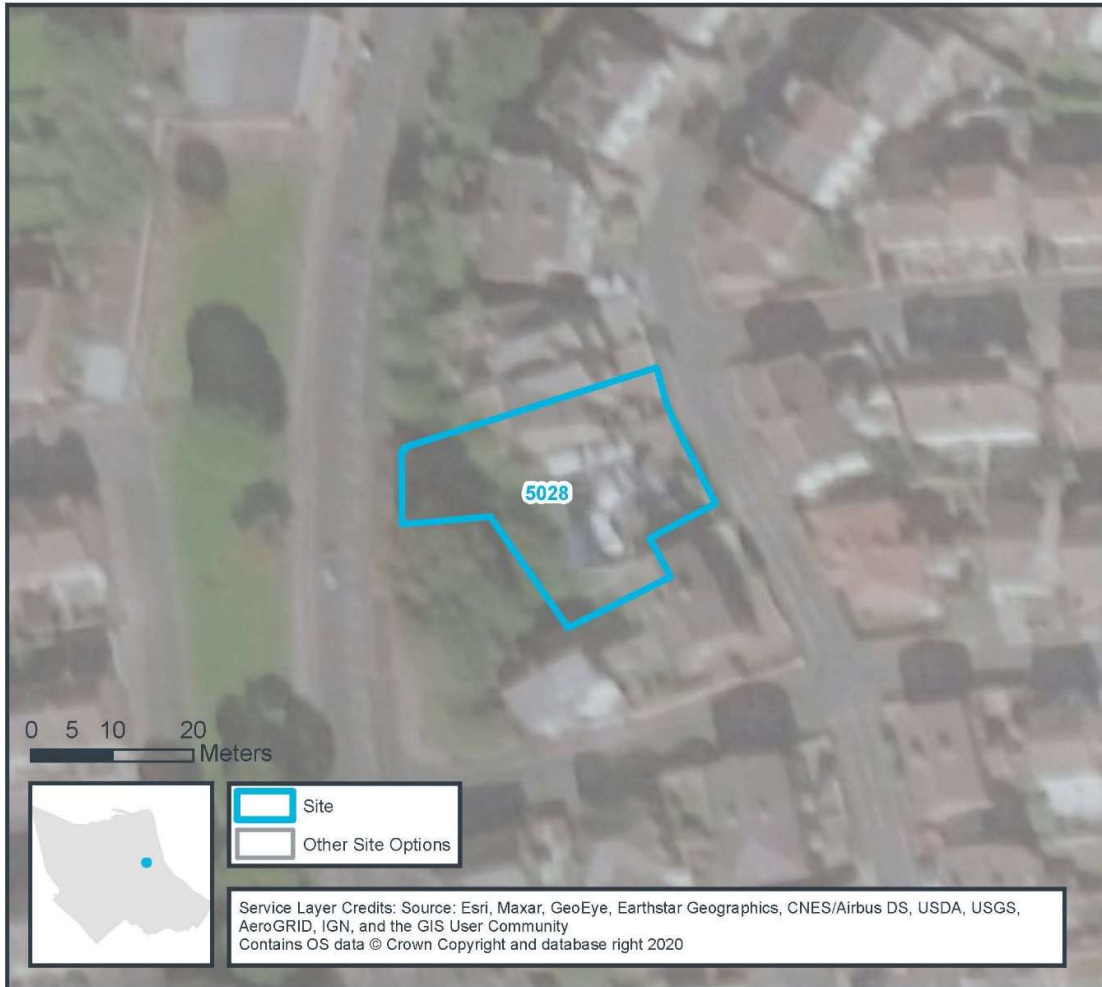 5028
0 5 10 20
Meters
Site
Other Site Options
Service Layer Credits: Source: Esri, Maxar, GeoEye, Earthstar Geographics, CNES/Airbus DS, USDA, USGS,
AeroGRID, IGN, and the GIS User Community
Contains OS data © Crown Copyright and database right 2020